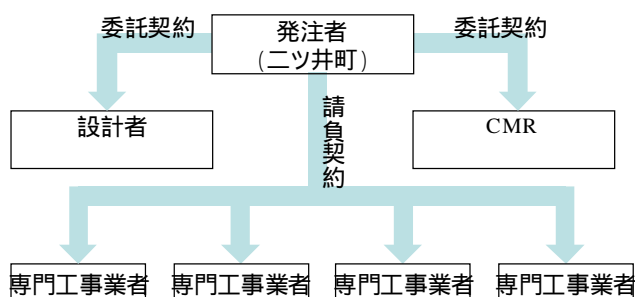 委託契約
発注者
(二ツ井町)
委託契約
設計者
請負契約
CMR
専門工事業者
専門工事業者
専門工事業者
専門工事業者